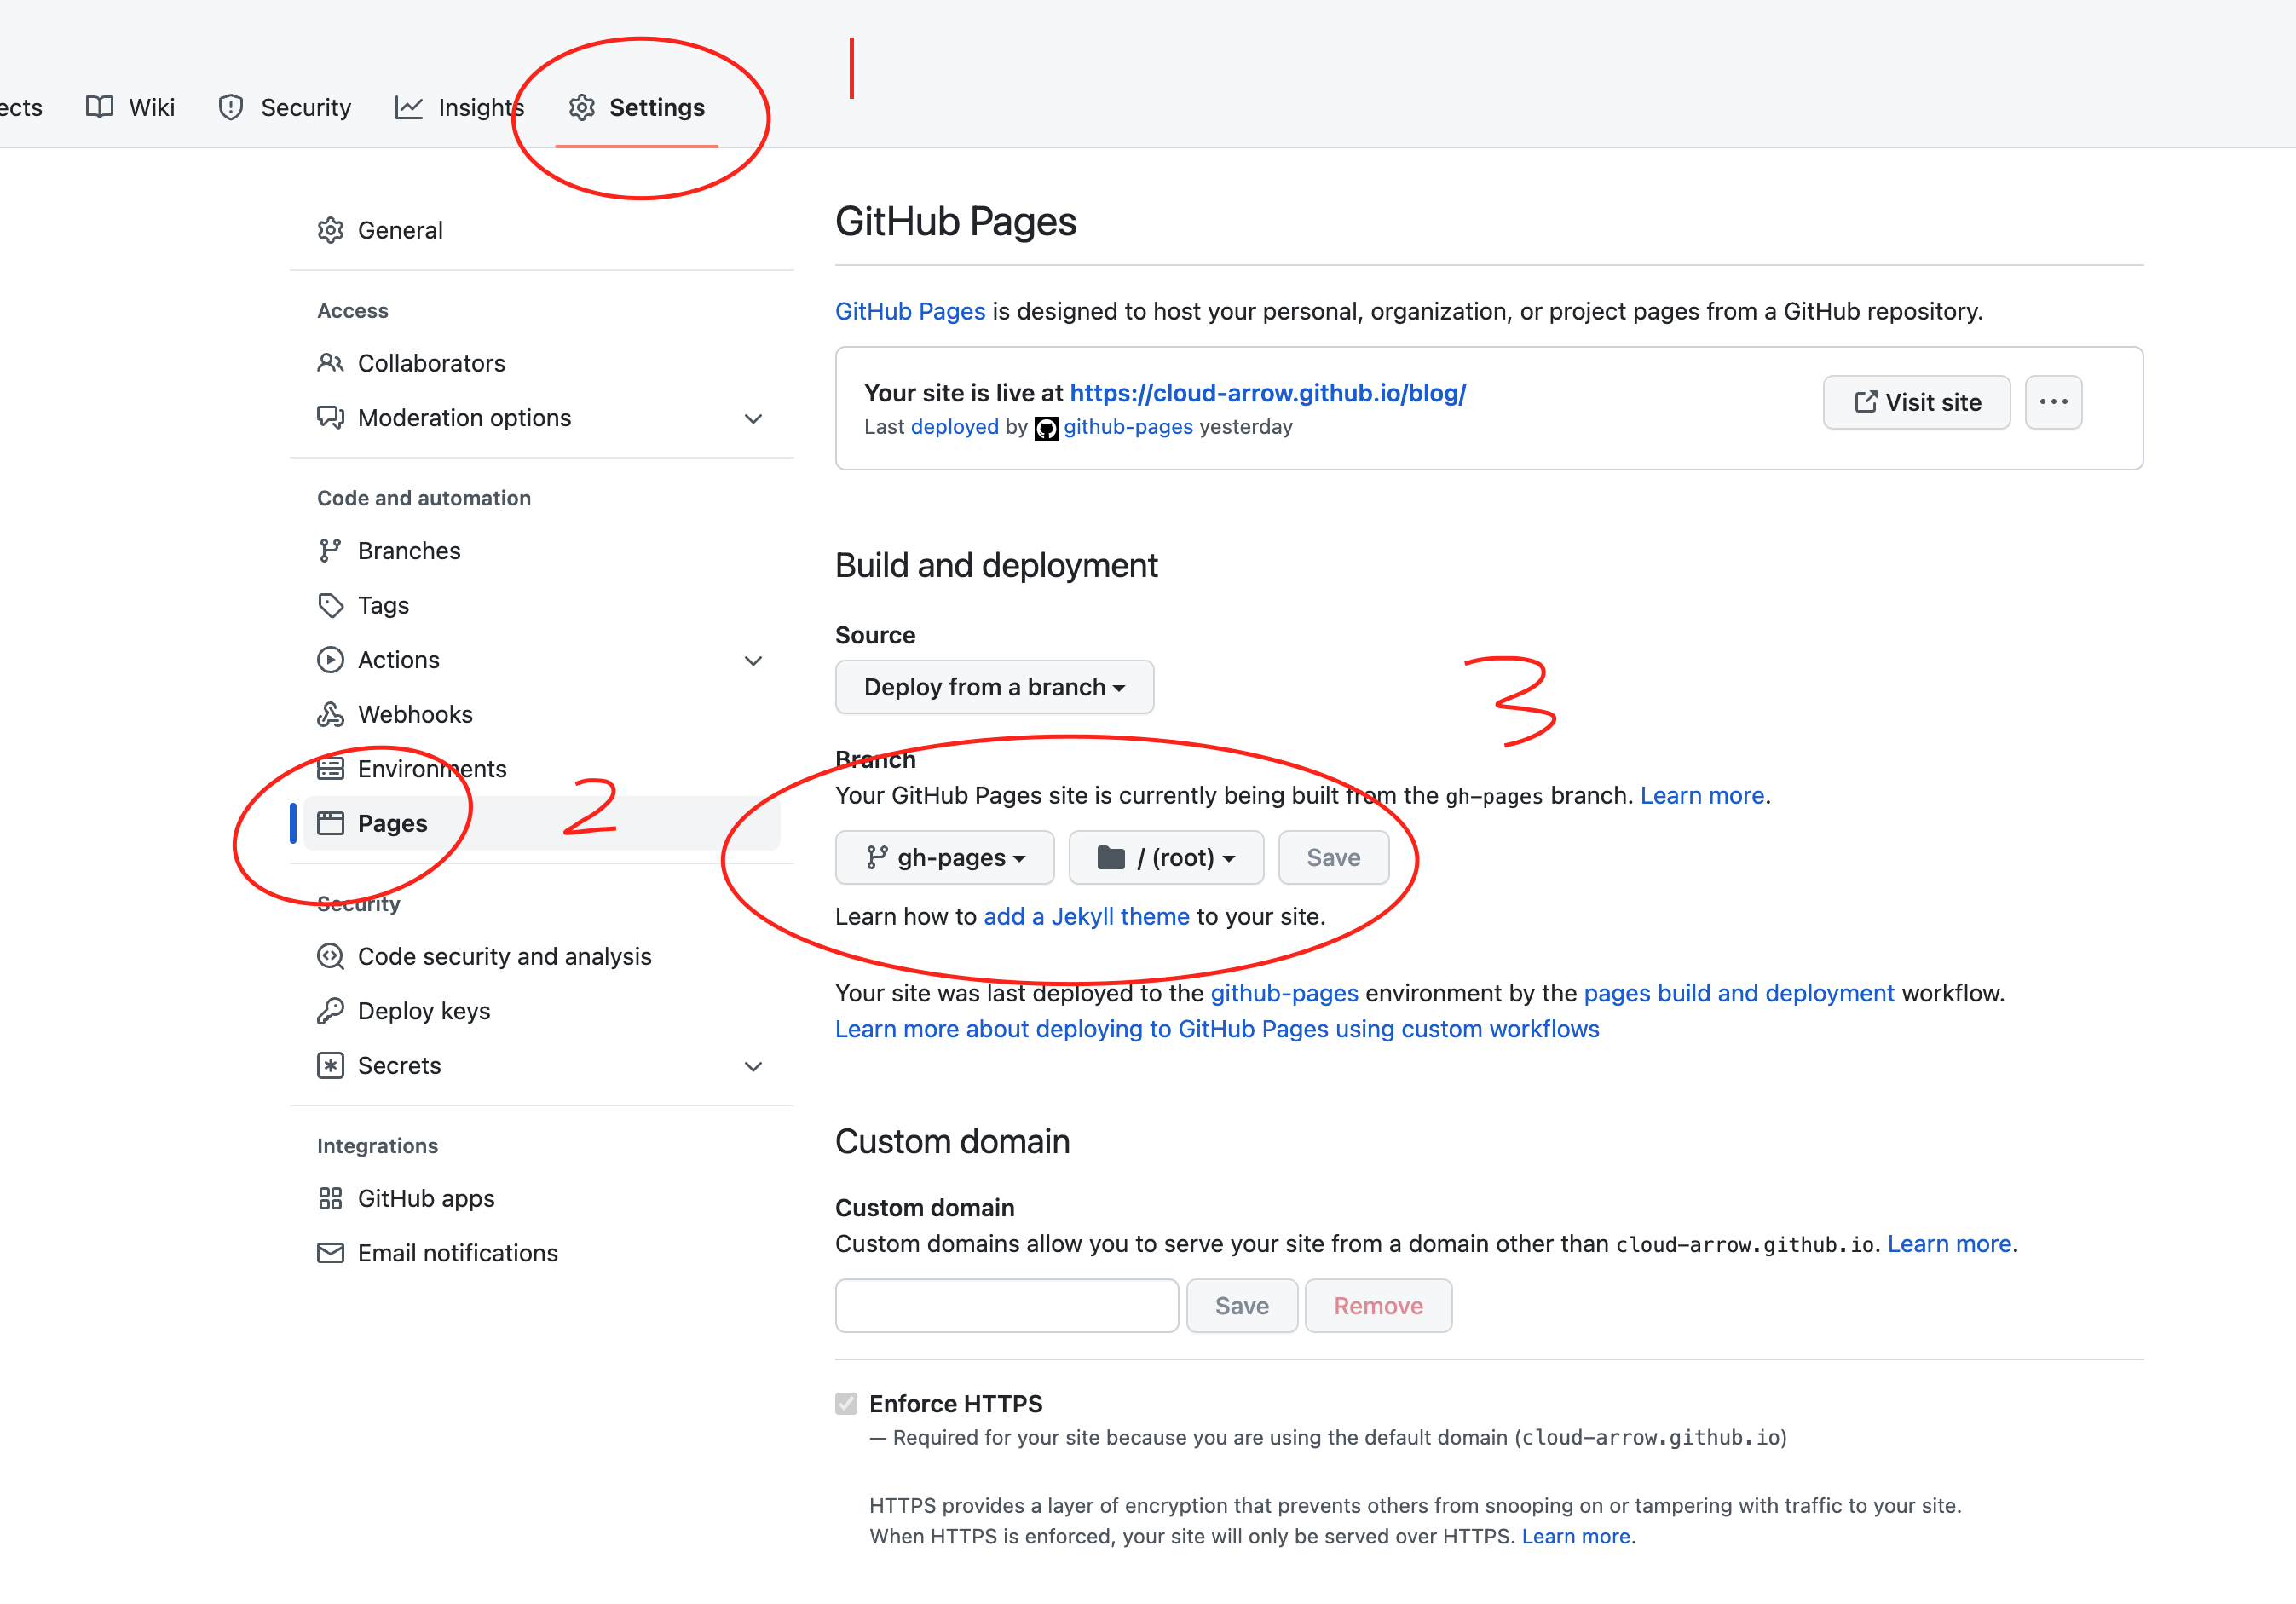 ects Wiki Security Insights Settings 1
General
Access
Collaborators
Moderation options
Code and automation
Branches
Tags
Actions
Webhooks
Environments
Pages 2
Security
Code security and analysis
Deploy keys
Secrets
Integrations
GitHub apps
Email notifications
GitHub Pages
GitHub Pages is designed to host your personal, organization, or project pages from a GitHub repository.
Your site is live at https://cloud-arrow.github.io/blog/
Last deployed by github-pages yesterday
Visit site
Build and deployment
Source
Deploy from a branch
3
Branch
Your GitHub Pages site is currently being built from the gh-pages branch. Learn more.
gh-pages / (root) Save
Learn how to add a Jekyll theme to your site.
Your site was last deployed to the github-pages environment by the pages build and deployment workflow.
Learn more about deploying to GitHub Pages using custom workflows
Custom domain
Custom domain
Custom domains allow you to serve your site from a domain other than cloud-arrow.github.io. Learn more.
Save Remove
Enforce HTTPS
— Required for your site because you are using the default domain (cloud-arrow.github.io)
HTTPS provides a layer of encryption that prevents others from snooping on or tampering with traffic to your site.
When HTTPS is enforced, your site will only be served over HTTPS. Learn more.